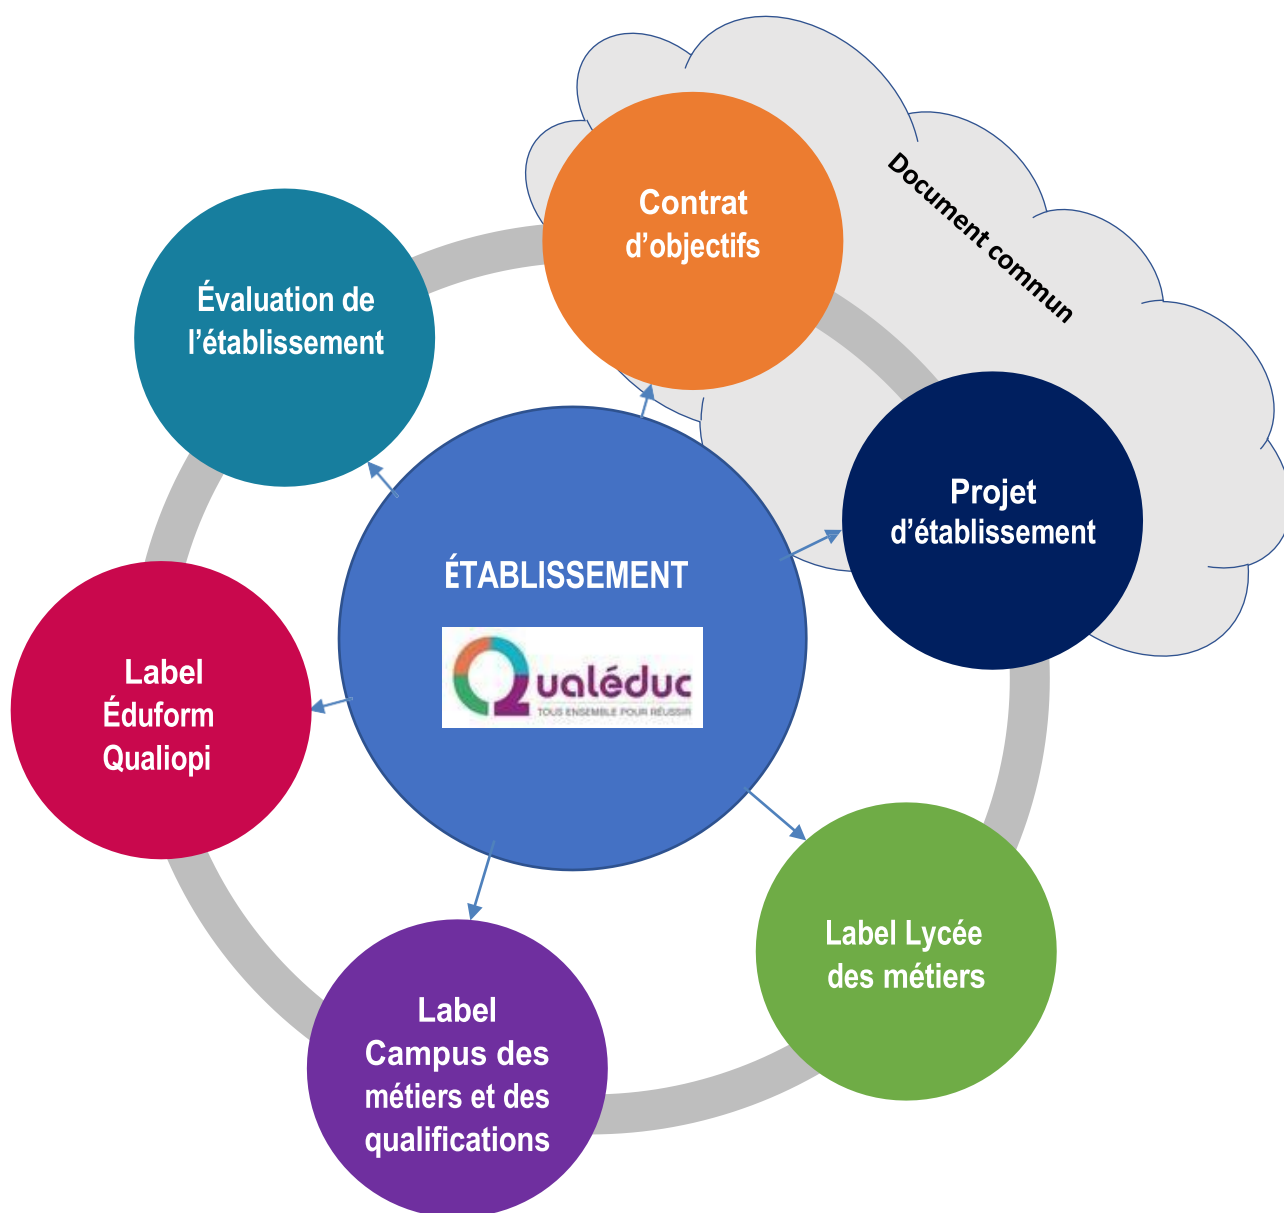 Document commun
Contrat
d'objectifs
Évaluation de
l'établissement
Projet
d'établissement
ÉTABLISSEMENT
Qualéduc
TOUS ENSEMBLE POUR RÉUSSIR
Label
Éduform
Qualiopi
Label Lycée
des métiers
Label
Campus des
métiers et des
qualifications